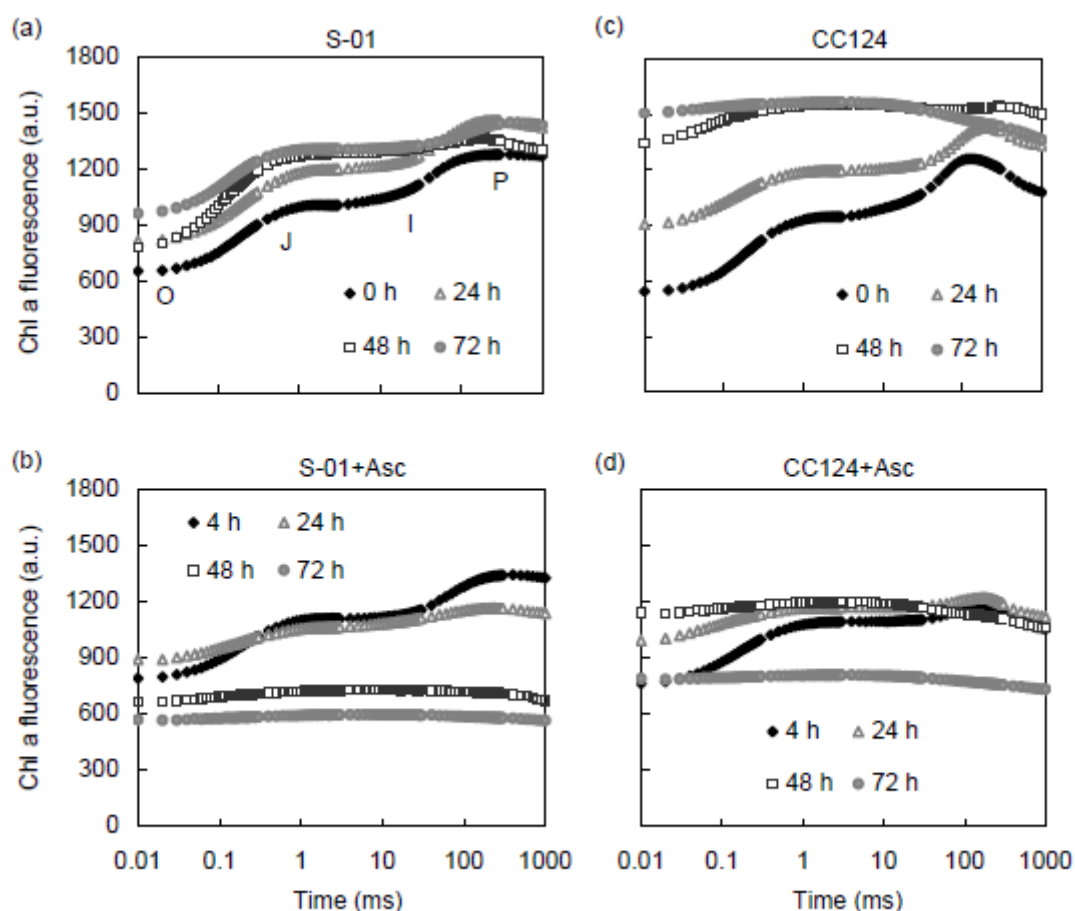 (a)
S-01
Chl a fluorescence (a.u.)
1800
1500
1200
900
600
300
0
O
J
I
P
0 h
24 h
48 h
72 h
(c)
CC124
0 h
24 h
48 h
72 h
(b)
S-01+Asc
Chl a fluorescence (a.u.)
1800
1500
1200
900
600
300
0
4 h
24 h
48 h
72 h
0.01
0.1
1
10
100
1000
Time (ms)
(d)
CC124+Asc
4 h
24 h
48 h
72 h
0.01
0.1
1
10
100
1000
Time (ms)